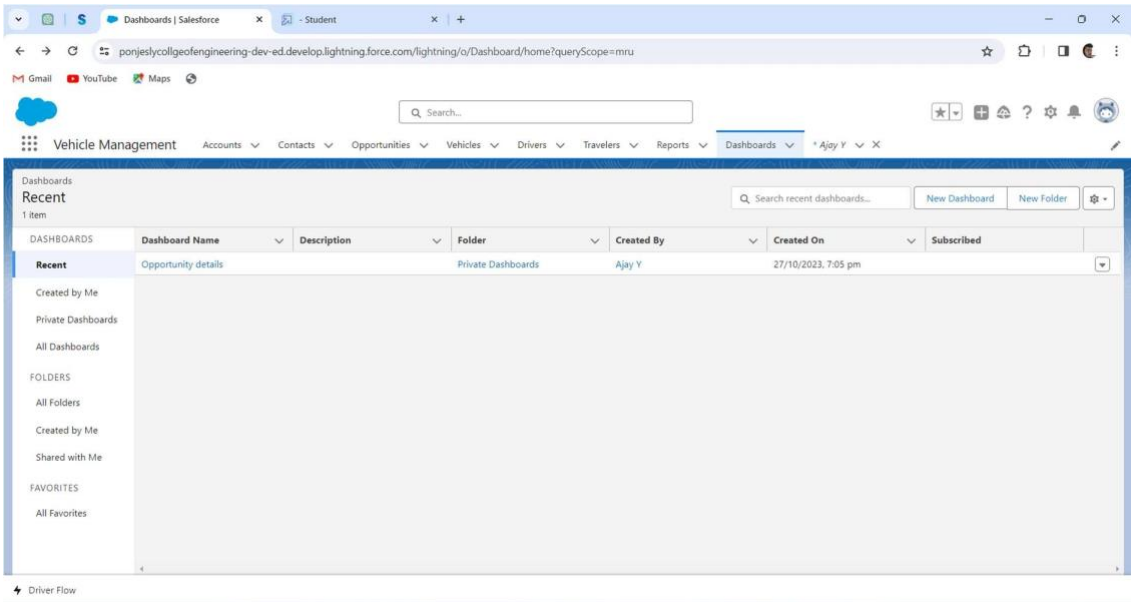 Dashboards | Salesforce
- Student
ponjeslycollgeofengineering-dev-ed.develop.lightning.force.com/lightning/o/Dashboard/home?queryScope=mru
Gmail YouTube Maps
Search...
Vehicle Management Accounts Contacts Opportunities Vehicles Drivers Travelers Reports Dashboards * Ajay Y
Dashboards
Recent
1 item
Search recent dashboards...
New Dashboard New Folder
DASHBOARDS
Dashboard Name Description Folder Created By Created On Subscribed
Recent
Opportunity details Private Dashboards Ajay Y 27/10/2023, 7:05 pm
Created by Me
Private Dashboards
All Dashboards
FOLDERS
All Folders
Created by Me
Shared with Me
FAVORITES
All Favorites
Driver Flow